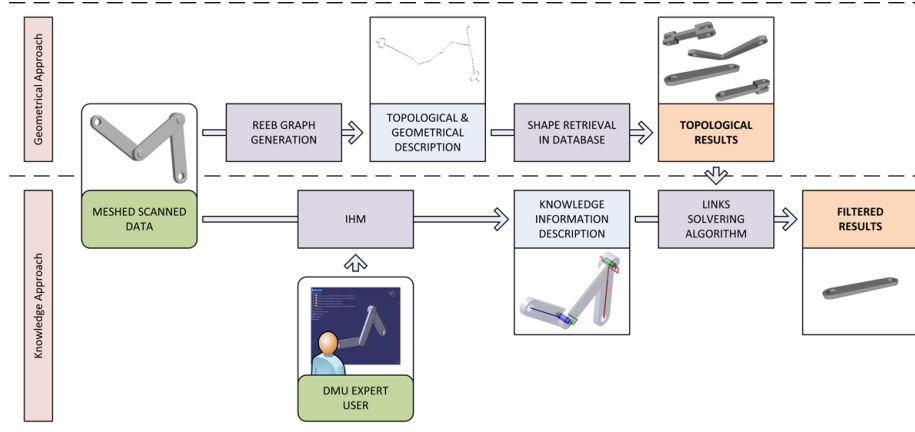 Geometrical Approach
REEB GRAPH
GENERATION
TOPOLOGICAL &
GEOMETRICAL
DESCRIPTION
SHAPE RETRIEVAL
IN DATABASE
TOPOLOGICAL
RESULTS
Knowledge Approach
MESHED SCANNED
DATA
IHM
KNOWLEDGE
INFORMATION
DESCRIPTION
LINKS
SOLVERING
ALGORITHM
FILTERED
RESULTS
DMU EXPERT
USER